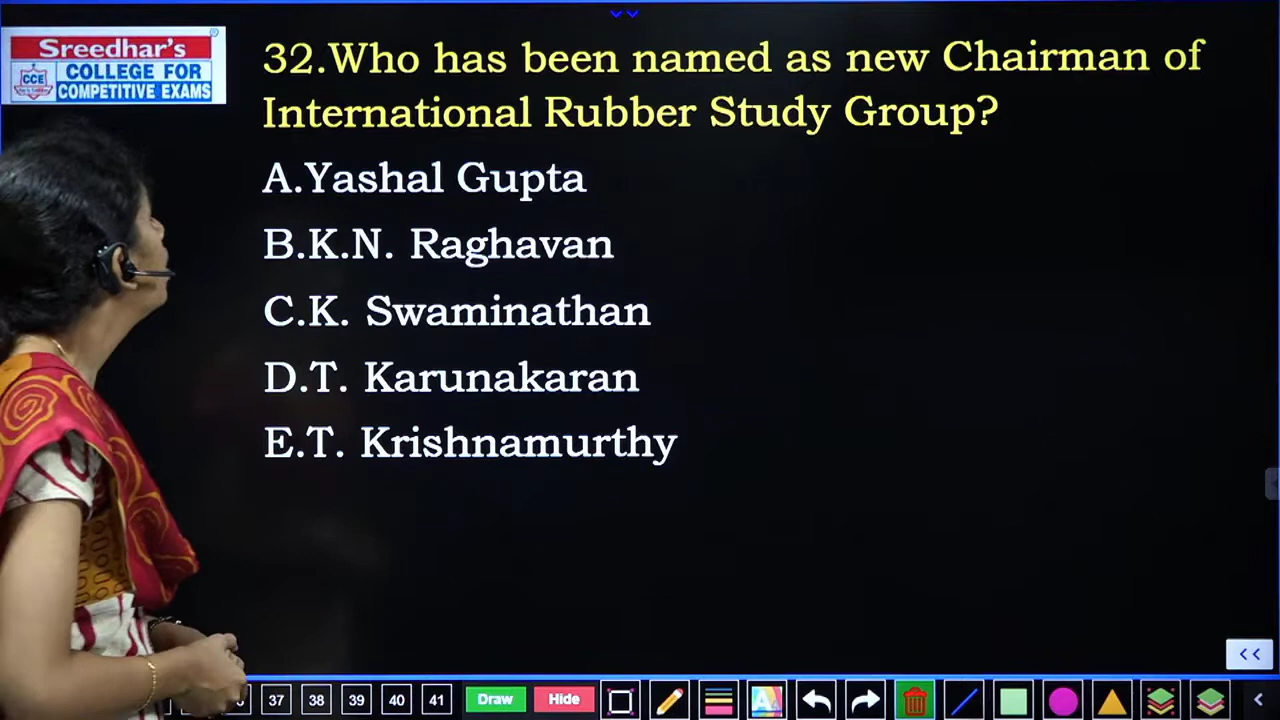 Sreedhar's
CCE
COLLEGE FOR
COMPETITIVE EXAMS
32.Who has been named as new Chairman of
International Rubber Study Group?
A.Yashal Gupta
B.K.N. Raghavan
C.K. Swaminathan
D.T. Karunakaran
E.T. Krishnamurthy
37 38 39 40 41 Draw Hide